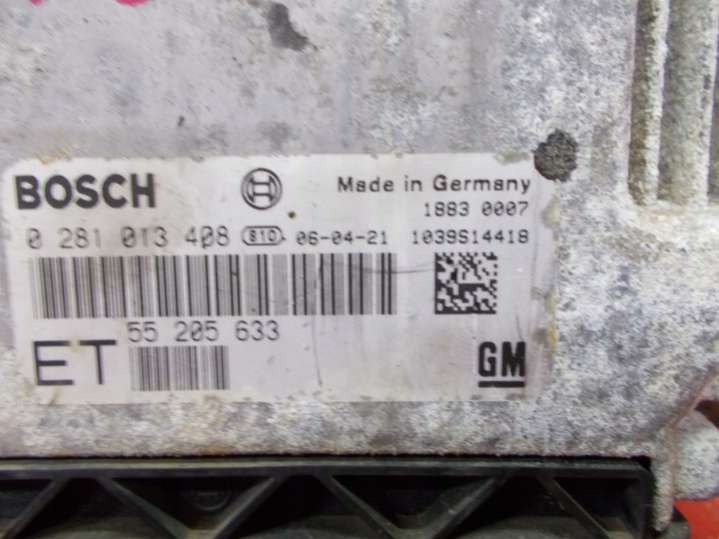 BOSCH Made in Germany
1883 0007
0 281 013 408 810 06-04-21 1039S14418
55 205 633
ET GM